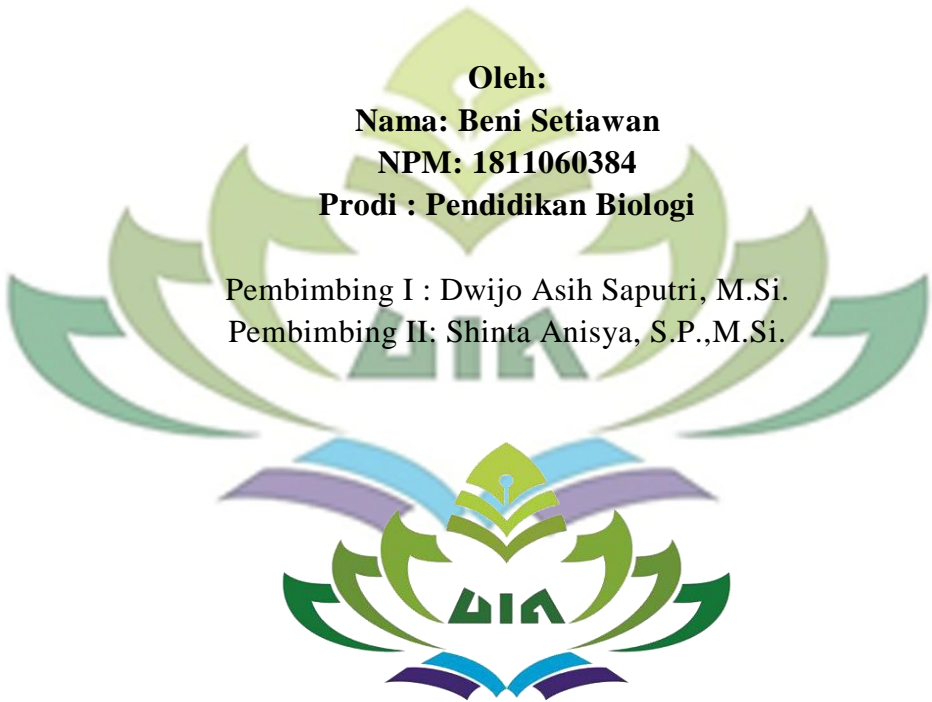 Oleh:
Nama: Beni Setiawan
NPM: 1811060384
Prodi : Pendidikan Biologi
Pembimbing I : Dwijo Asih Saputri, M.Si.
Pembimbing II: Shinta Anisya, S.P.,M.Si.
UIN
UIN